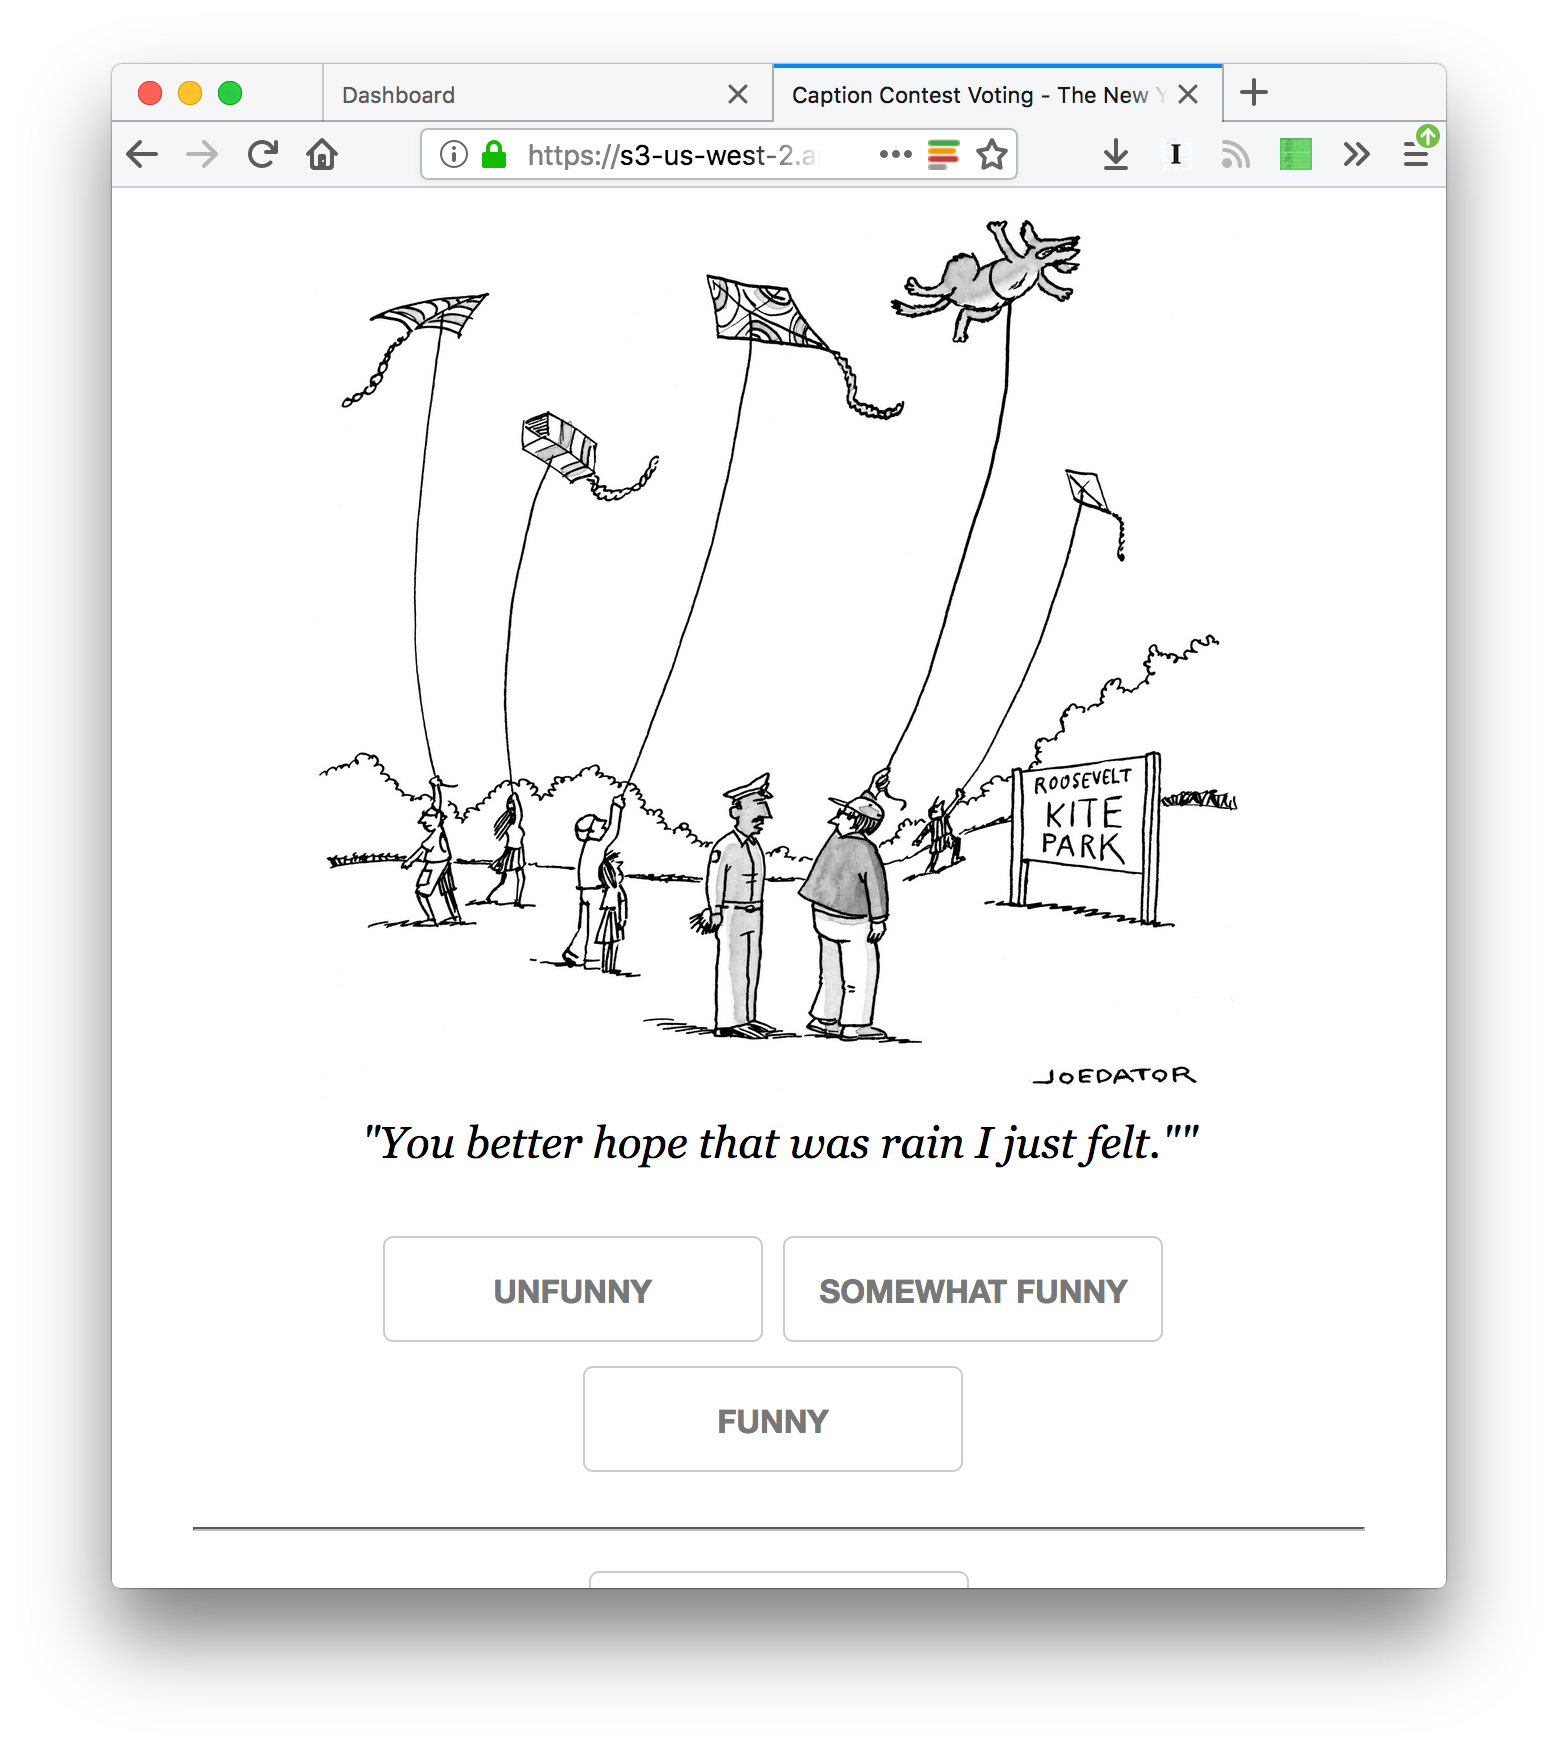 Dashboard
Caption Contest Voting - The New Y
https://s3-us-west-2.a
I
ROOSEVELT
KITE
PARK
JOEDATOR
"You better hope that was rain I just felt.""
UNFUNNY
SOMEWHAT FUNNY
FUNNY